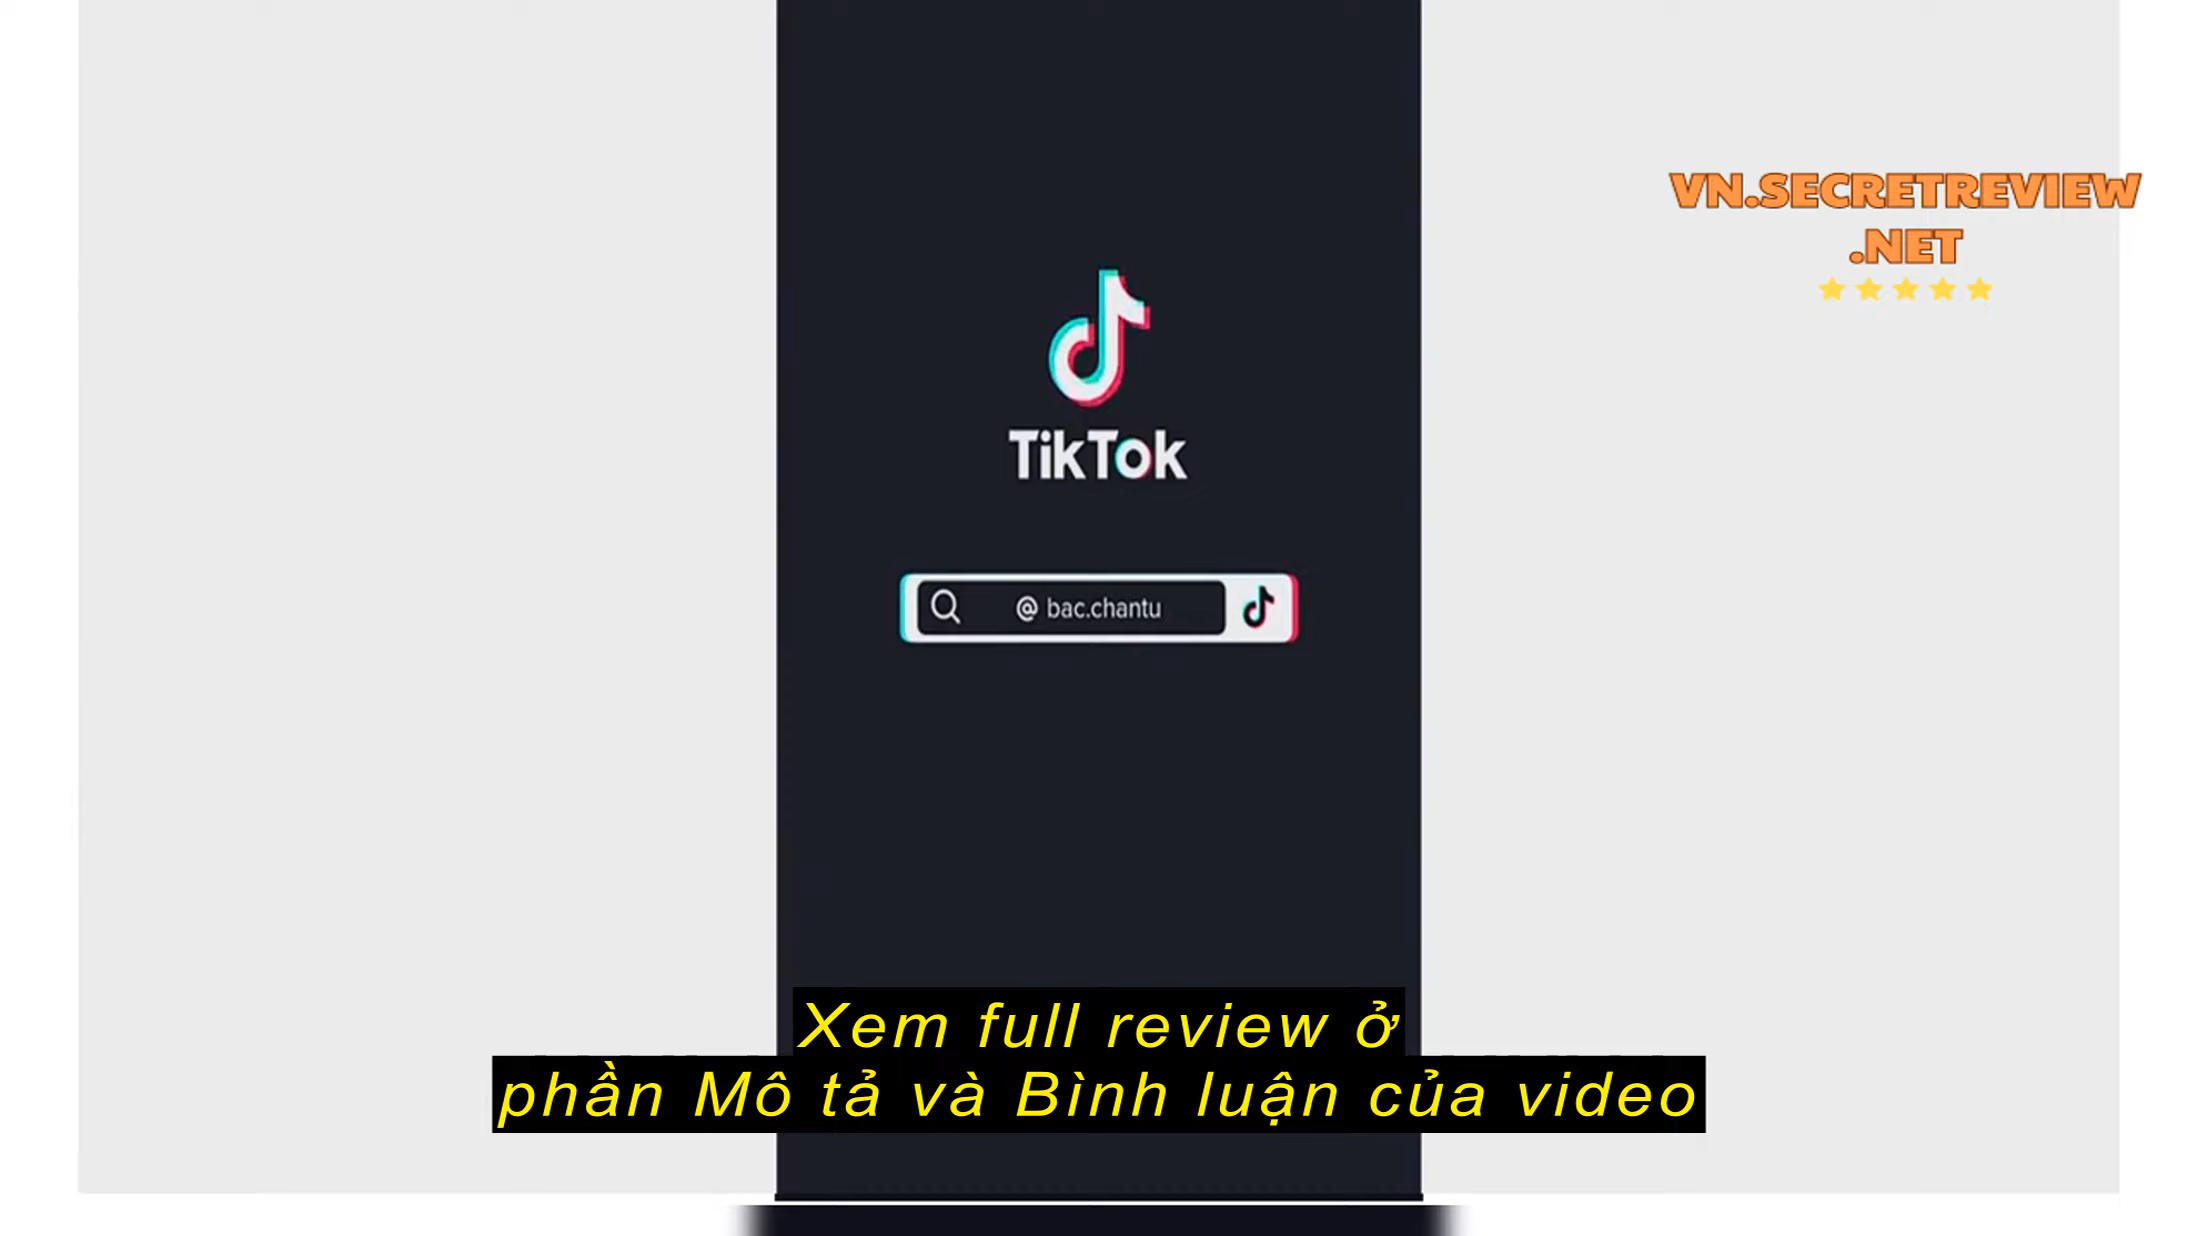 VN.SECRETREVIEW
.NET
TikTok
@ bac.chantu
Xem full review ở
phần Mô tả và Bình luận của video